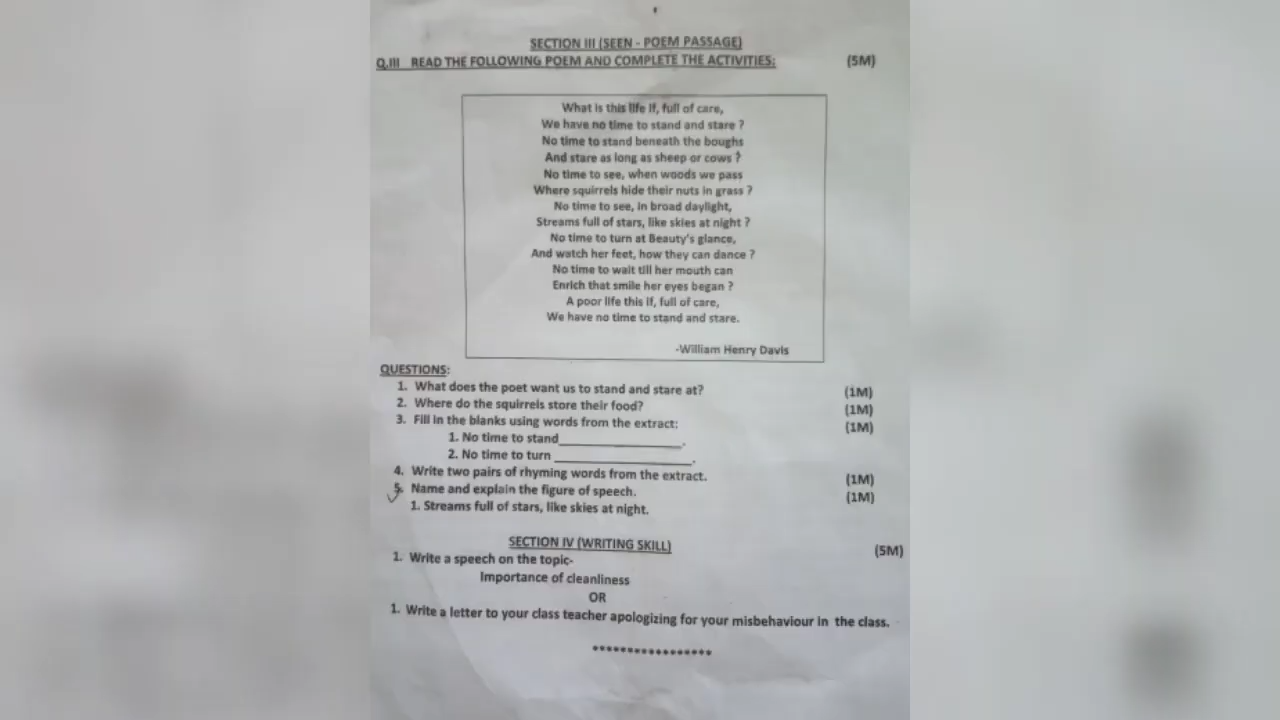 SECTION III (SEEN - POEM PASSAGE)
Q.III READ THE FOLLOWING POEM AND COMPLETE THE ACTIVITIES: (5M)
What is this life if, full of care,
We have no time to stand and stare ?
No time to stand beneath the boughs
And stare as long as sheep or cows ?
No time to see, when woods we pass
Where squirrels hide their nuts in grass ?
No time to see, in broad daylight,
Streams full of stars, like skies at night ?
No time to turn at Beauty's glance,
And watch her feet, how they can dance ?
No time to wait till her mouth can
Enrich that smile her eyes began ?
A poor life this if, full of care,
We have no time to stand and stare.
-William Henry Davis
QUESTIONS:
1. What does the poet want us to stand and stare at? (1M)
2. Where do the squirrels store their food? (1M)
3. Fill in the blanks using words from the extract: (1M)
1. No time to stand_______________.
2. No time to turn _______________.
4. Write two pairs of rhyming words from the extract. (1M)
5. Name and explain the figure of speech. (1M)
1. Streams full of stars, like skies at night.
SECTION IV (WRITING SKILL) (5M)
1. Write a speech on the topic-
Importance of cleanliness
OR
1. Write a letter to your class teacher apologizing for your misbehaviour in the class.
*****************